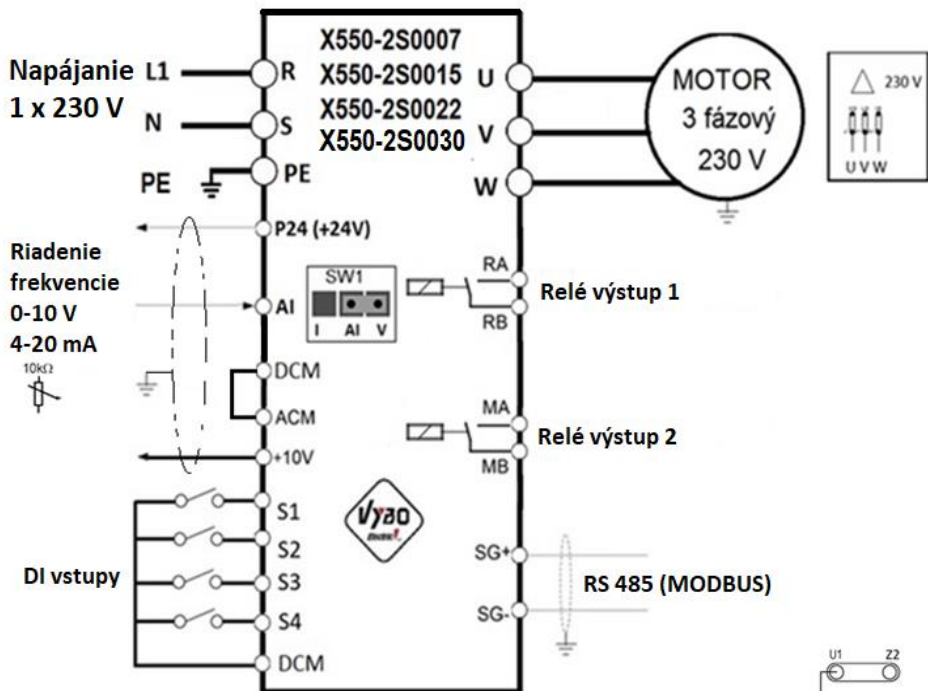 X550-2S0007
X550-2S0015
X550-2S0022
X550-2S0030
Napájanie
1 x 230 V
L1
N
PE
R
S
PE
U
V
W
MOTOR
3 fázový
230 V
230 V
U V W
P24 (+24V)
Riadenie
frekvencie
0-10 V
4-20 mA
10kΩ
AI
SW1
I AI V
DCM
ACM
+10V
RA
RB
Relé výstup 1
MA
MB
Relé výstup 2
DI vstupy
S1
S2
S3
S4
DCM
Vybo
SG+
SG-
RS 485 (MODBUS)
U1 Z2